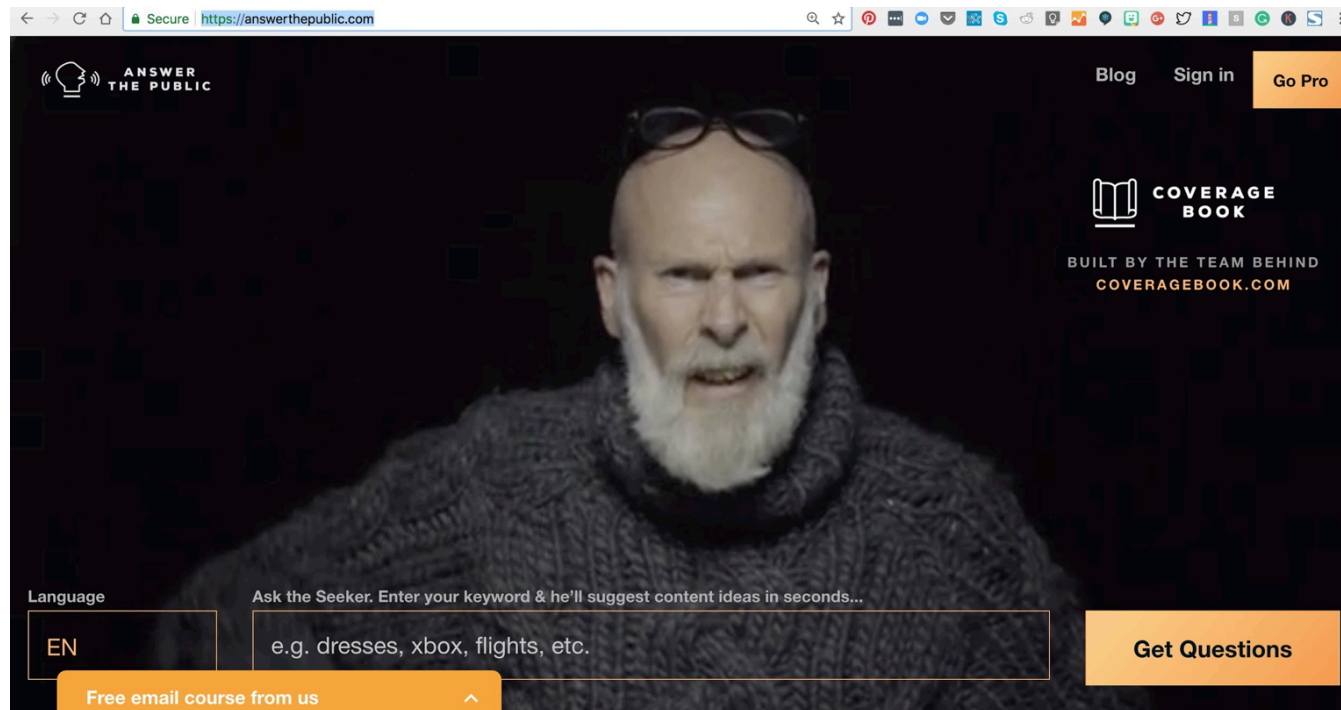 Secure https://answerthepublic.com
ANSWER
THE PUBLIC
Blog Sign in Go Pro
COVERAGE
BOOK
BUILT BY THE TEAM BEHIND
COVERAGEBOOK.COM
Language
Ask the Seeker. Enter your keyword & he'll suggest content ideas in seconds...
EN
e.g. dresses, xbox, flights, etc.
Get Questions
Free email course from us